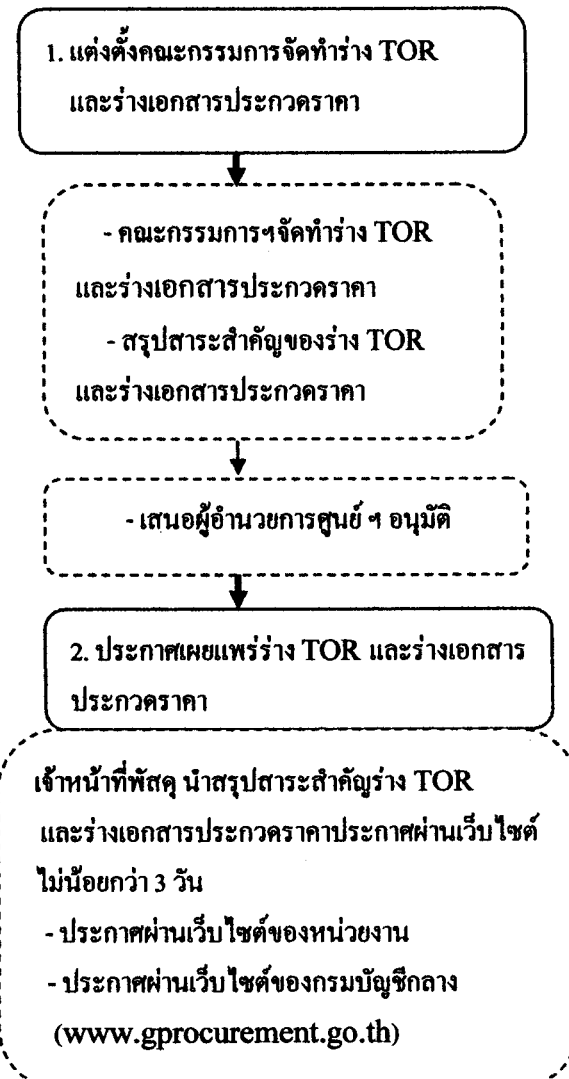 1. แต่งตั้งคณะกรรมการจัดทำร่าง TOR
และร่างเอกสารประกวดราคา
- คณะกรรมการฯจัดทำร่าง TOR
และร่างเอกสารประกวดราคา
- สรุปสาระสำคัญของร่าง TOR
และร่างเอกสารประกวดราคา
- เสนอผู้อำนวยการศูนย์ ฯ อนุมัติ
2. ประกาศเผยแพร่ร่าง TOR และร่างเอกสาร
ประกวดราคา
เจ้าหน้าที่พัสดุ นำสรุปสาระสำคัญร่าง TOR
และร่างเอกสารประกวดราคาประกาศผ่านเว็บไซต์
ไม่น้อยกว่า 3 วัน
- ประกาศผ่านเว็บไซต์ของหน่วยงาน
- ประกาศผ่านเว็บไซต์ของกรมบัญชีกลาง
(www.gprocurement.go.th)